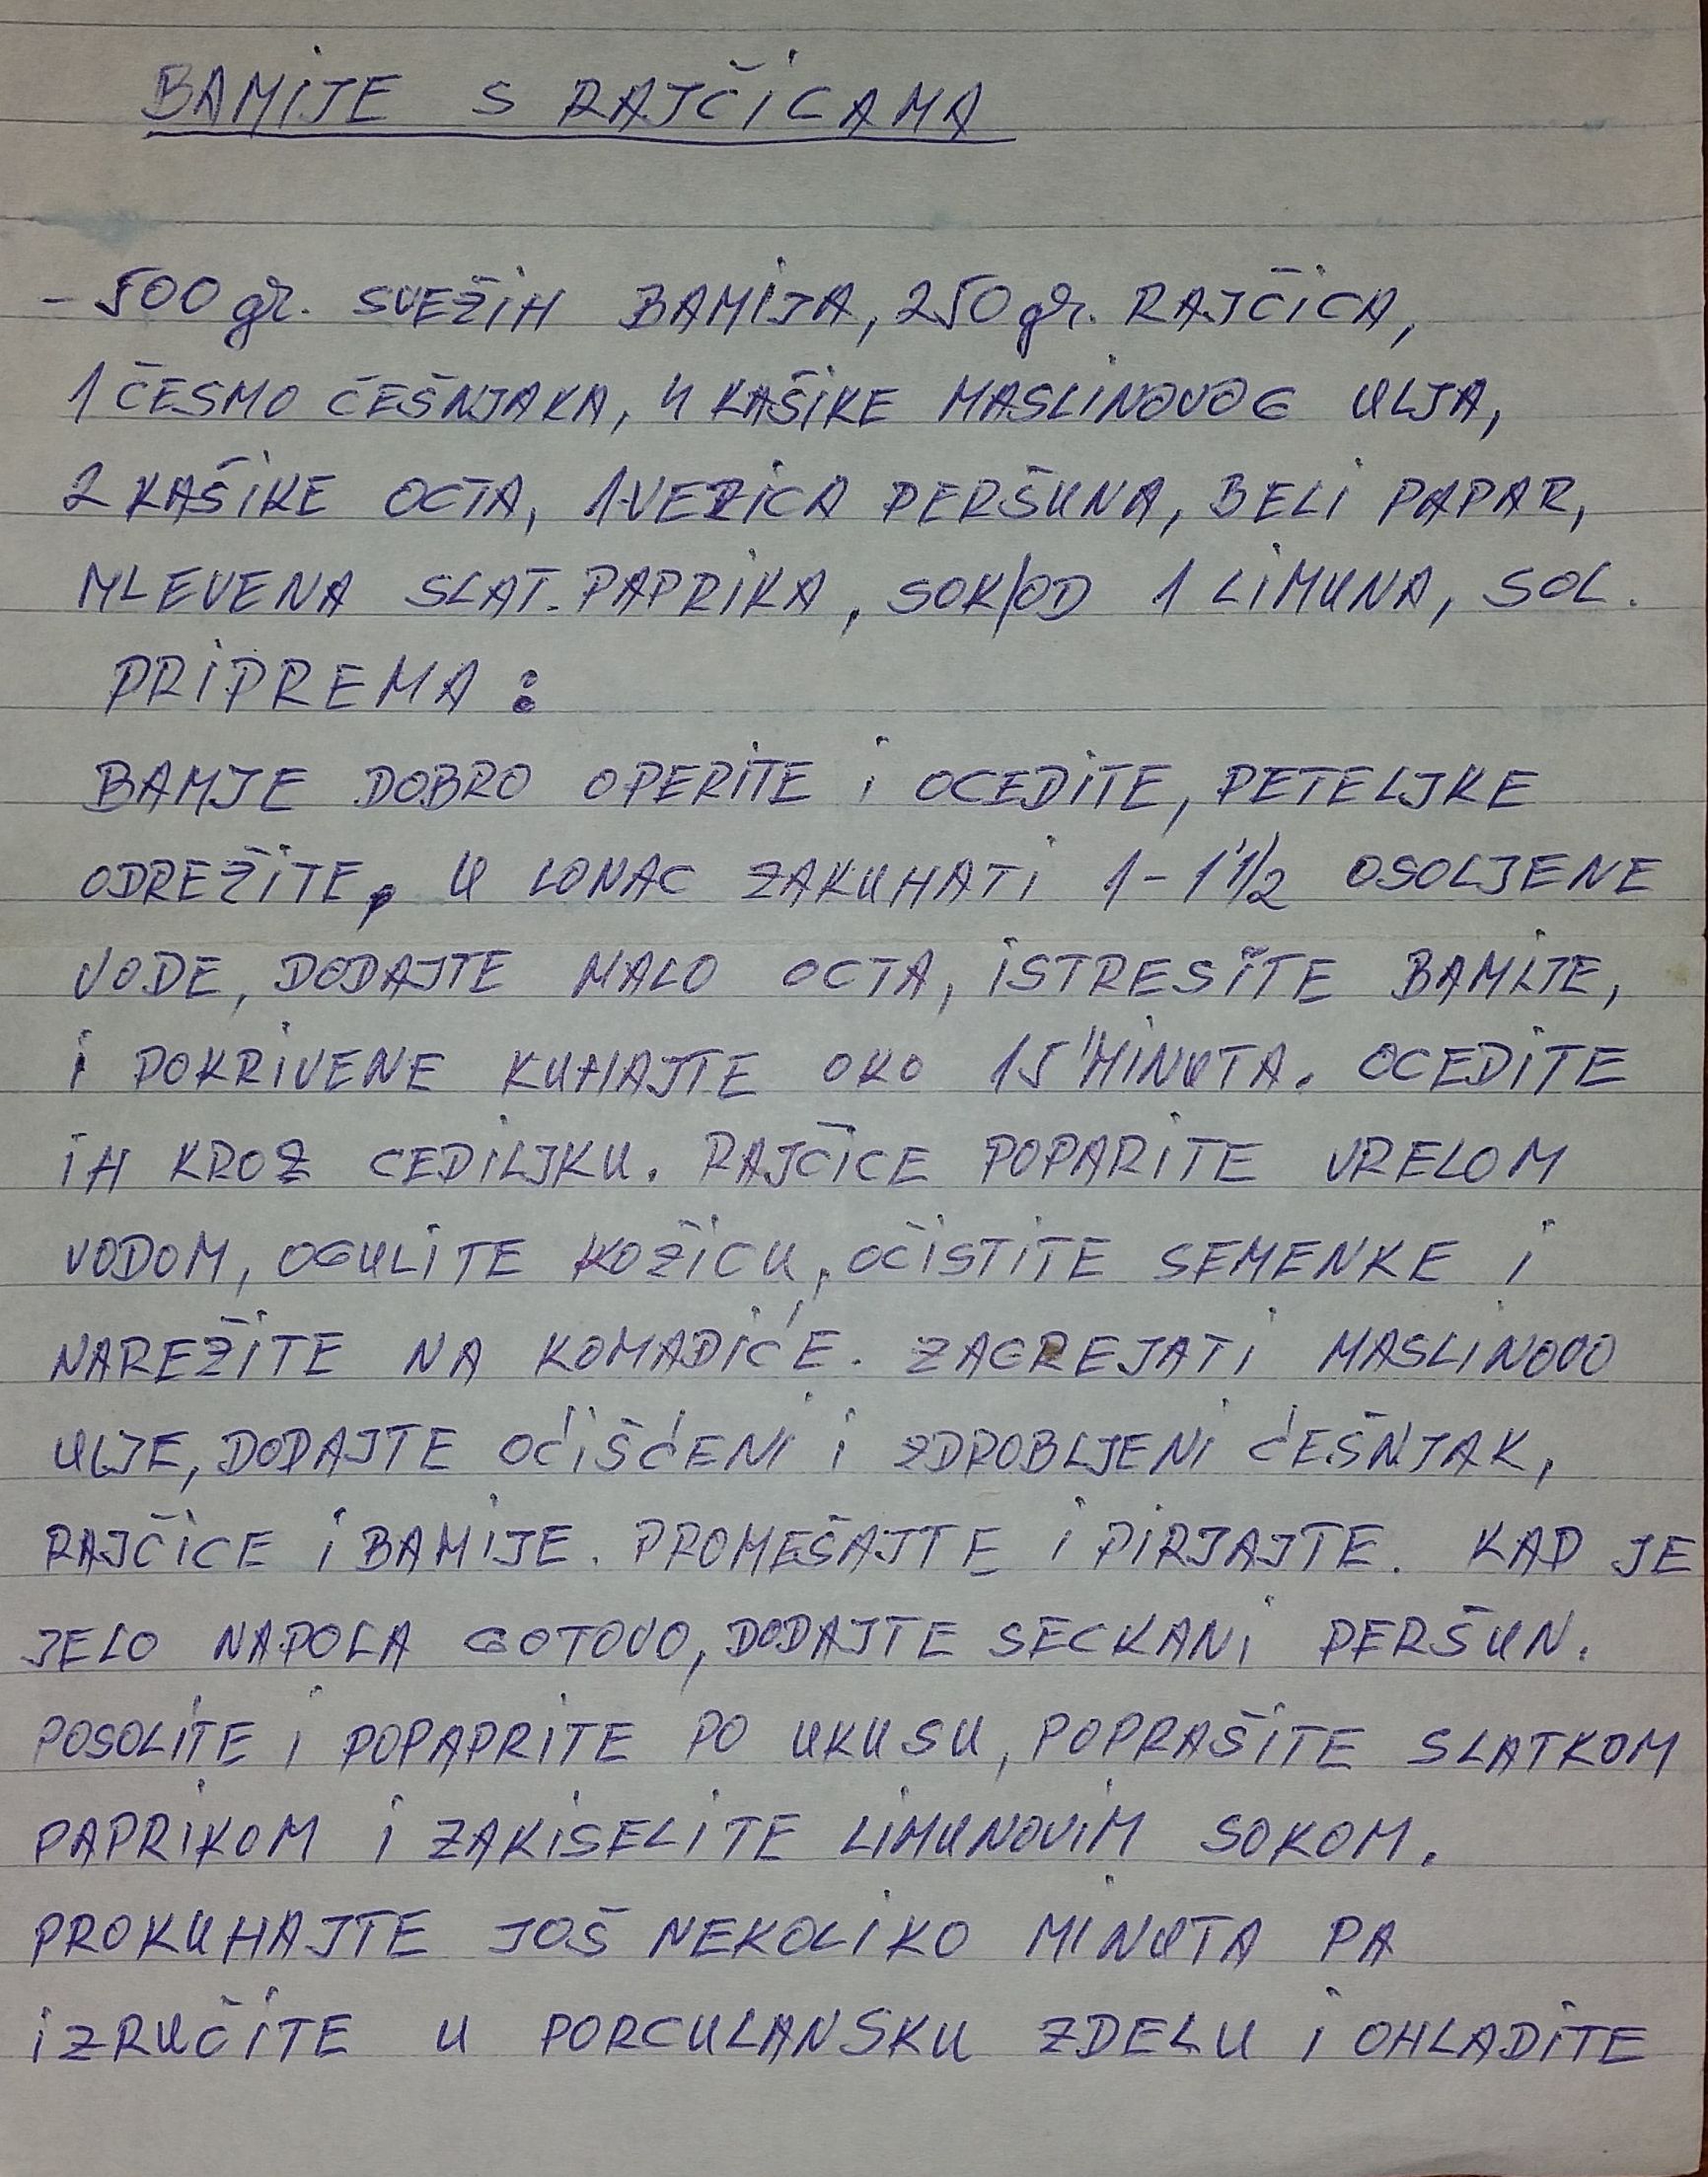 BAMIJE S RAJČICAMA
- 500 gr. SVEŽIH BAMIJA, 250 gr. RAJČICA,
1 ČESMO ČEŠNJAKA, 4 KAŠIKE MASLINOVOG ULJA,
2 KAŠIKE OCTA, 1 VEZICA PERŠUNA, BELI PAPAR,
MLEVENA SLAT. PAPRIKA, SOK/OD 1 LIMUNA, SOL.
PRIPREMA:
BAMJE DOBRO OPERITE I OCEDITE, PETELJKE
ODREŽITE, U LONAC ZAKUHATI 1 - 1 1/2 OSOLJENE
VODE, DODAJTE MALO OCTA, ISTRESITE BAMIJE,
I POKRIVENE KUHAJTE OKO 15' MINUTA. OCEDITE
IH KROZ CEDILJKU. RAJČICE POPARITE VRELOM
VODOM, OGULITE KOŽICU, OČISTITE SEMENKE I
NAREŽITE NA KOMADIĆE. ZAGREJATI MASLINOVO
ULJE, DODAJTE OĆIŠĆENI I ZDROBLJENI ĆEŠNJAK,
RAJČICE I BAMIJE. PROMEŠAJTE I PIRJAJTE. KAD JE
JELO NAPOLA GOTOVO, DODAJTE SECKANI PERŠUN.
POSOLITE I POPAPRITE PO UKUSU, POPRAŠITE SLATKOM
PAPRIKOM I ZAKISELITE LIMUNOVIM SOKOM.
PROKUHAJTE JOŠ NEKOLIKO MINUTA PA
IZRUČITE U PORCULANSKU ZDELU I OHLADITE